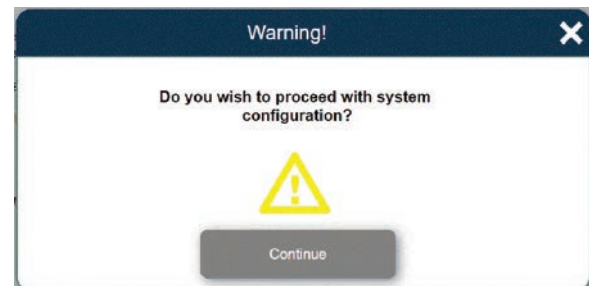 Warning!
Do you wish to proceed with system
configuration?
Continue